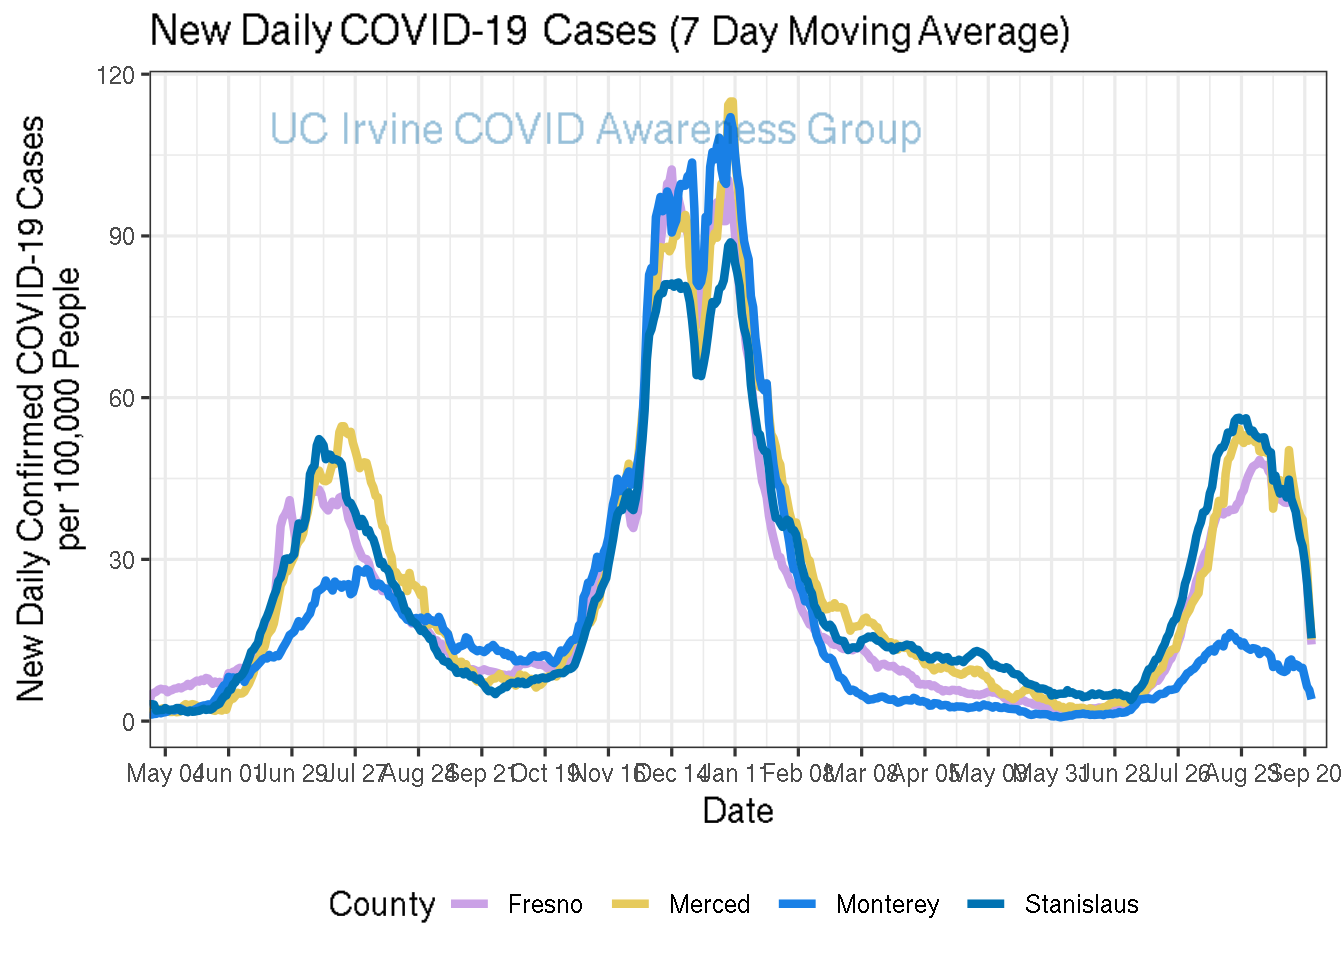 New Daily COVID-19 Cases (7 Day Moving Average)
UC Irvine COVID Awareness Group
New Daily Confirmed COVID-19 Cases
per 100,000 People
120
90
60
30
0
May 04 Jun 01 Jun 29 Jul 27 Aug 24 Sep 21 Oct 19 Nov 16 Dec 14 Jan 11 Feb 08 Mar 08 Apr 05 May 03 May 31 Jun 28 Jul 26 Aug 23 Sep 20
Date
County Fresno Merced Monterey Stanislaus